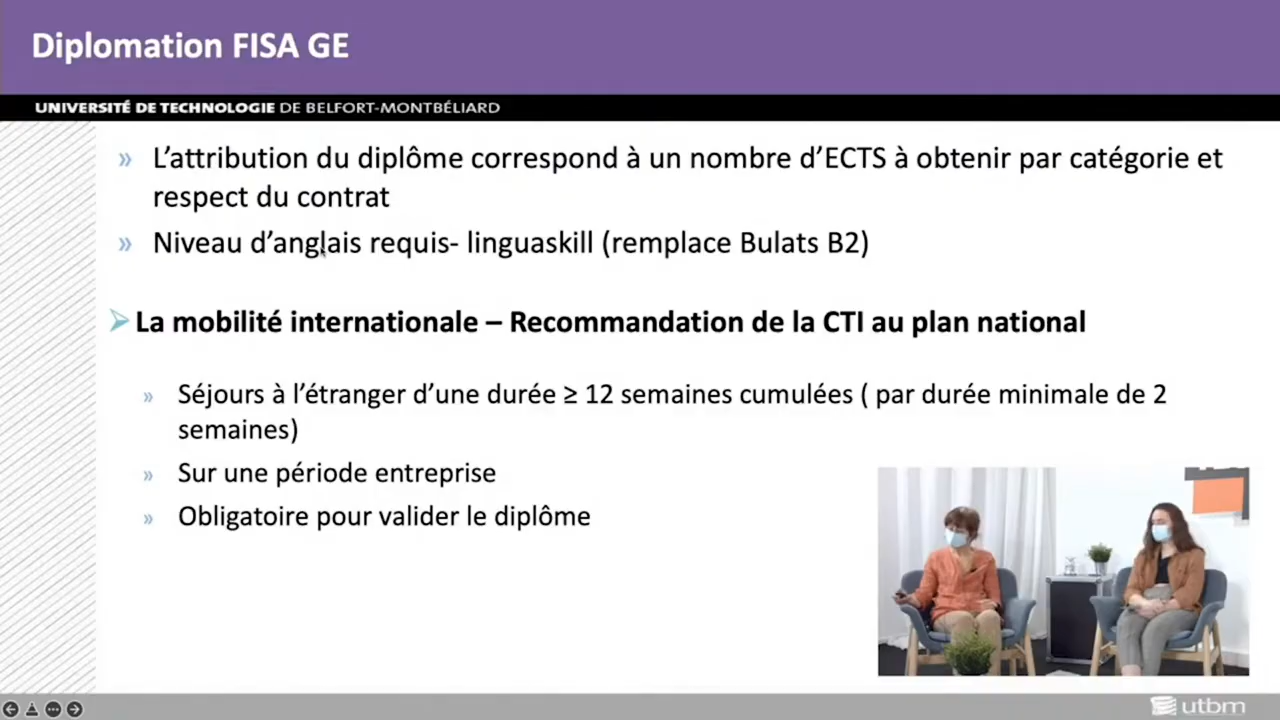 Diplomation FISA GE
UNIVERSITÉ DE TECHNOLOGIE DE BELFORT-MONTBÉLIARD
» L’attribution du diplôme correspond à un nombre d’ECTS à obtenir par catégorie et
respect du contrat
» Niveau d’anglais requis- linguaskill (remplace Bulats B2)
La mobilité internationale – Recommandation de la CTI au plan national
» Séjours à l’étranger d’une durée ≥ 12 semaines cumulées ( par durée minimale de 2
semaines)
» Sur une période entreprise
» Obligatoire pour valider le diplôme
utbm